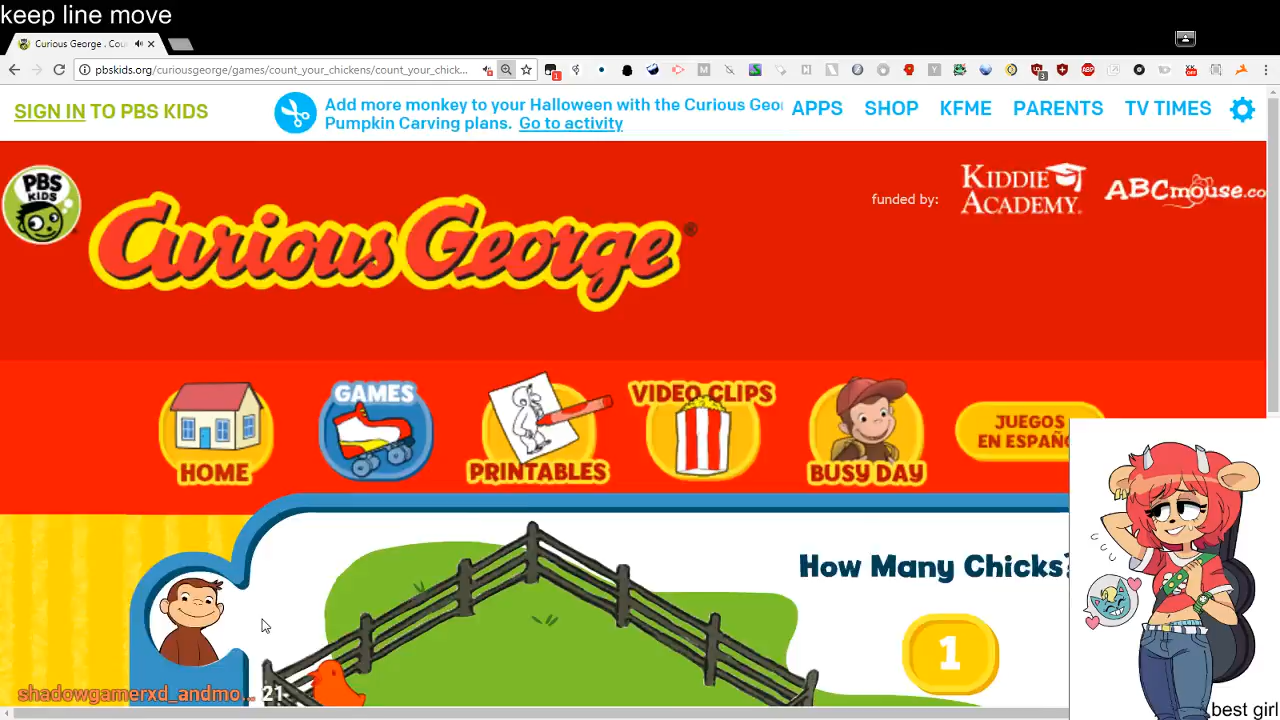 keep line move
Curious George . Cou
pbskids.org/curiousgeorge/games/count_your_chickens/count_your_chick...
SIGN IN TO PBS KIDS
Add more monkey to your Halloween with the Curious Geor
Pumpkin Carving plans. Go to activity
APPS SHOP KFME PARENTS TV TIMES
PBS KIDS
Curious George ®
funded by:
KIDDIE ACADEMY.
ABCmouse.co
HOME
GAMES
PRINTABLES
VIDEO CLIPS
BUSY DAY
JUEGOS
EN ESPAÑO
How Many Chicks?
1
shadowgamerxd_andmo... 21
best girl